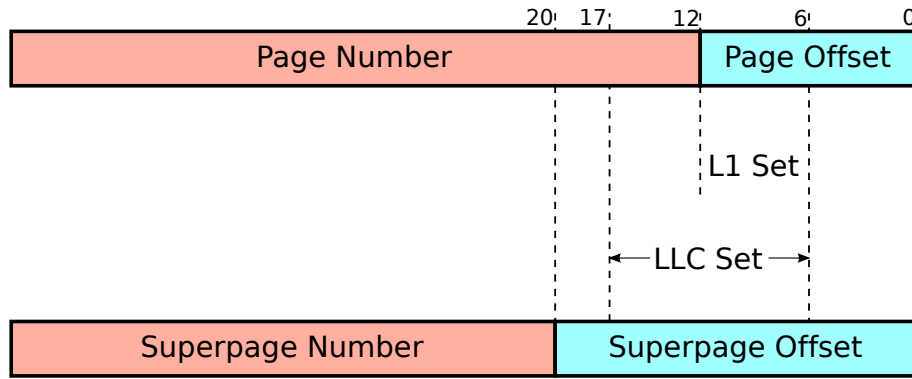 20 17 12 6 0
Page Number Page Offset
L1 Set
LLC Set
Superpage Number Superpage Offset